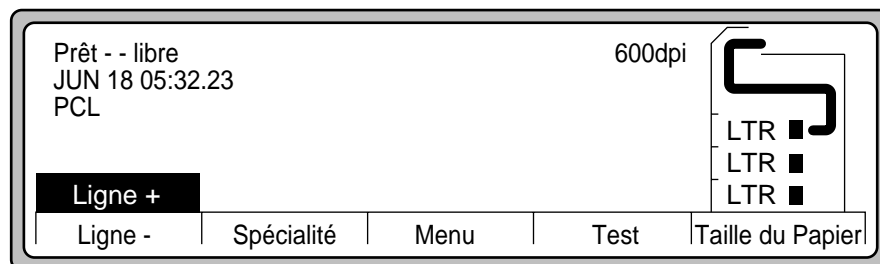 Prêt - - libre
600dpi
JUN 18 05:32.23
PCL
LTR
LTR
LTR
Ligne +
Ligne -
Spécialité
Menu
Test
Taille du Papier